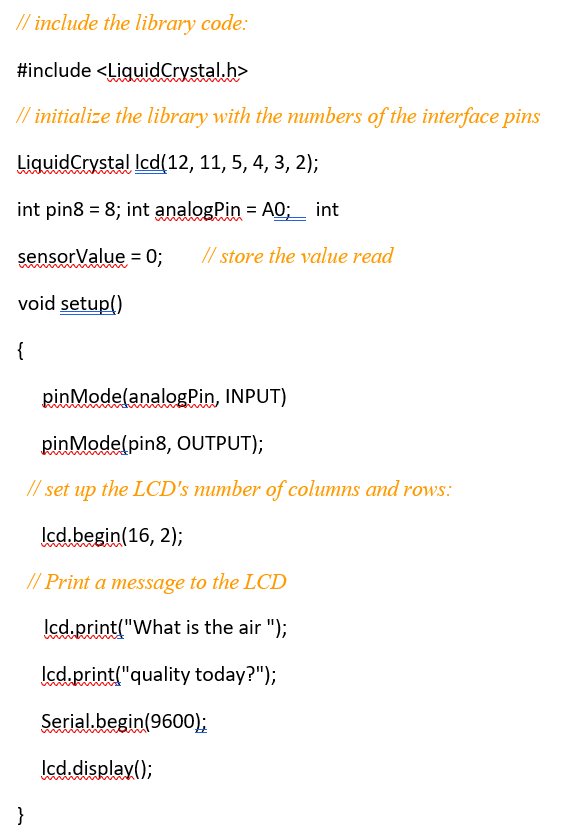 // include the library code:
#include <LiquidCrystal.h>
// initialize the library with the numbers of the interface pins
LiquidCrystal lcd(12, 11, 5, 4, 3, 2);
int pin8 = 8; int analogPin = A0;   int
sensorValue = 0;       // store the value read
void setup()
{
pinMode(analogPin, INPUT)
pinMode(pin8, OUTPUT);
// set up the LCD's number of columns and rows:
lcd.begin(16, 2);
// Print a message to the LCD
lcd.print("What is the air ");
lcd.print("quality today?");
Serial.begin(9600);
lcd.display();
}